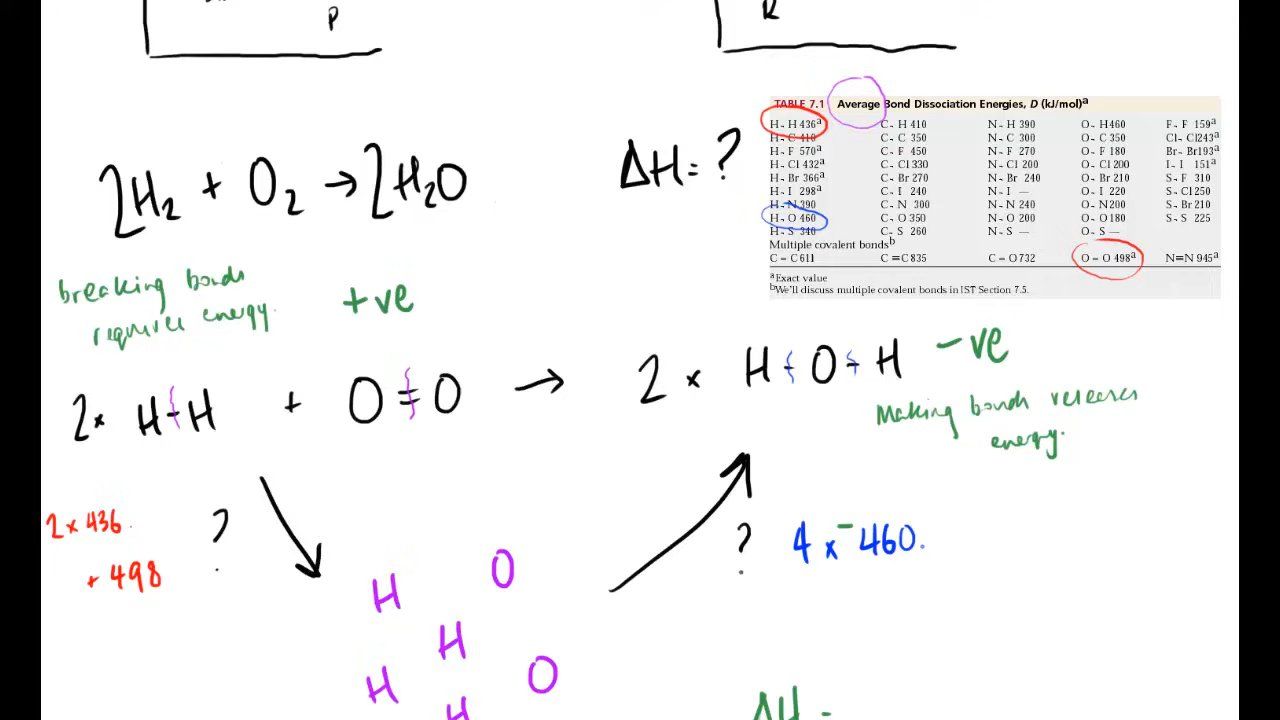 P
R
TABLE 7.1 Average Bond Dissociation Energies, D (kJ/mol)ᵃ
H-H 436ᵃ C-H 410 N-H 390 O-H 460 F-F 159ᵃ
H-C 410 C-C 350 N-C 300 O-C 350 Cl-Cl 243ᵃ
H-F 570ᵃ C-F 450 N-F 270 O-F 180 Br-Br 193ᵃ
H-Cl 432ᵃ C-Cl 330 N-Cl 200 O-Cl 200 I-I 151ᵃ
H-Br 366ᵃ C-Br 270 N-Br 240 O-Br 210 S-F 310
H-I 298ᵃ C-I 240 N-I — O-I 220 S-Cl 250
H-N 390 C-N 300 N-N 240 O-N 200 S-Br 210
H-O 460 C-O 350 N-O 200 O-O 180 S-S 225
H-S 340 C-S 260 N-S — O-S —
Multiple covalent bondsᵇ
C=C 611 C≡C 835 C=O 732 O=O 498ᵃ N≡N 945ᵃ
ᵃExact value
ᵇWe'll discuss multiple covalent bonds in IST Section 7.5.
2H₂ + O₂ → 2H₂O
ΔH = ?
breaking bonds
requires energy.
+ve
2× H-H + O=O → 2 × H-O-H
-ve
Making bonds releases
energy.
2 × 436
+ 498
?
? 4 × -460.
H O
H
H O
H
ΔH =